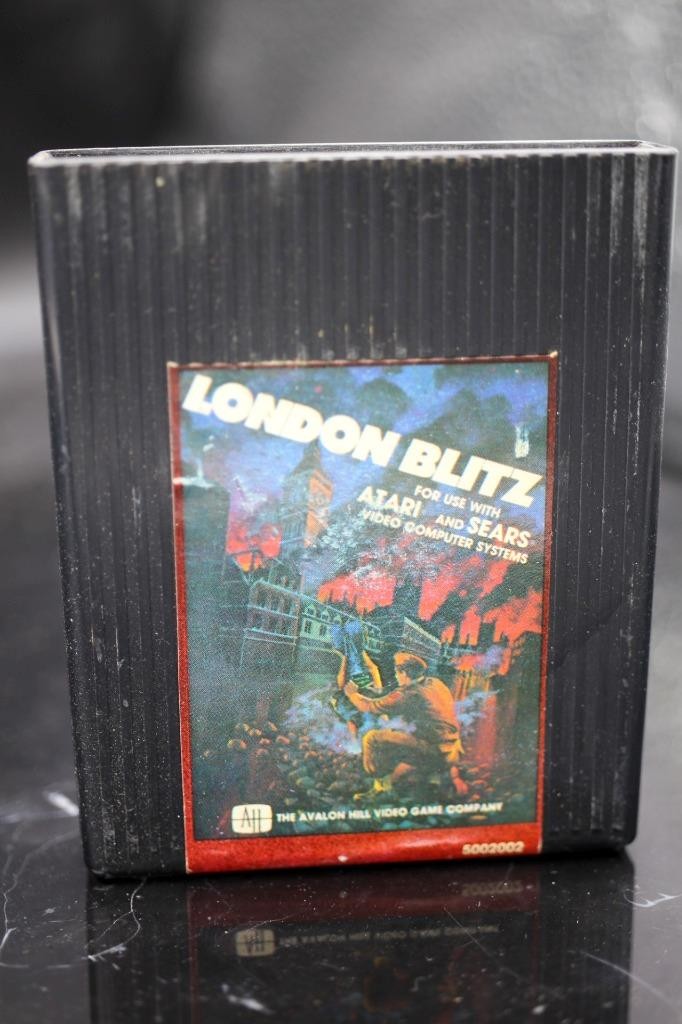 LONDON BLITZ
FOR USE WITH
ATARI AND SEARS
VIDEO COMPUTER SYSTEMS
AH THE AVALON HILL VIDEO GAME COMPANY
5002002